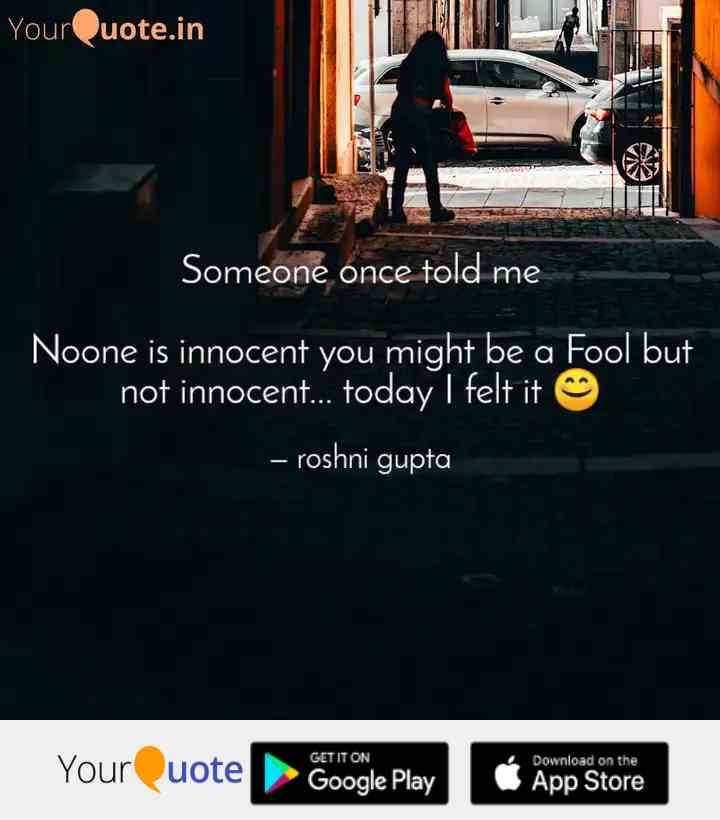 YourQuote.in
Someone once told me
Noone is innocent you might be a Fool but
not innocent... today I felt it 😊
– roshni gupta
YourQuote
GET IT ON
Google Play
Download on the
App Store